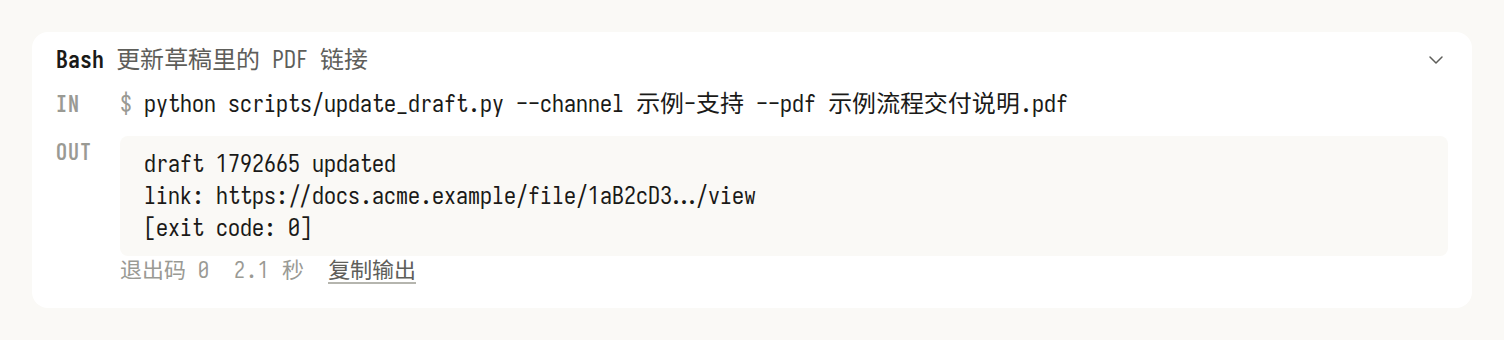 Bash 更新草稿里的 PDF 链接
IN $ python scripts/update_draft.py --channel 示例-支持 --pdf 示例流程交付说明.pdf
OUT draft 1792665 updated
link: https://docs.acme.example/file/1aB2cD3.../view
[exit code: 0]
退出码 0 2.1 秒 复制输出